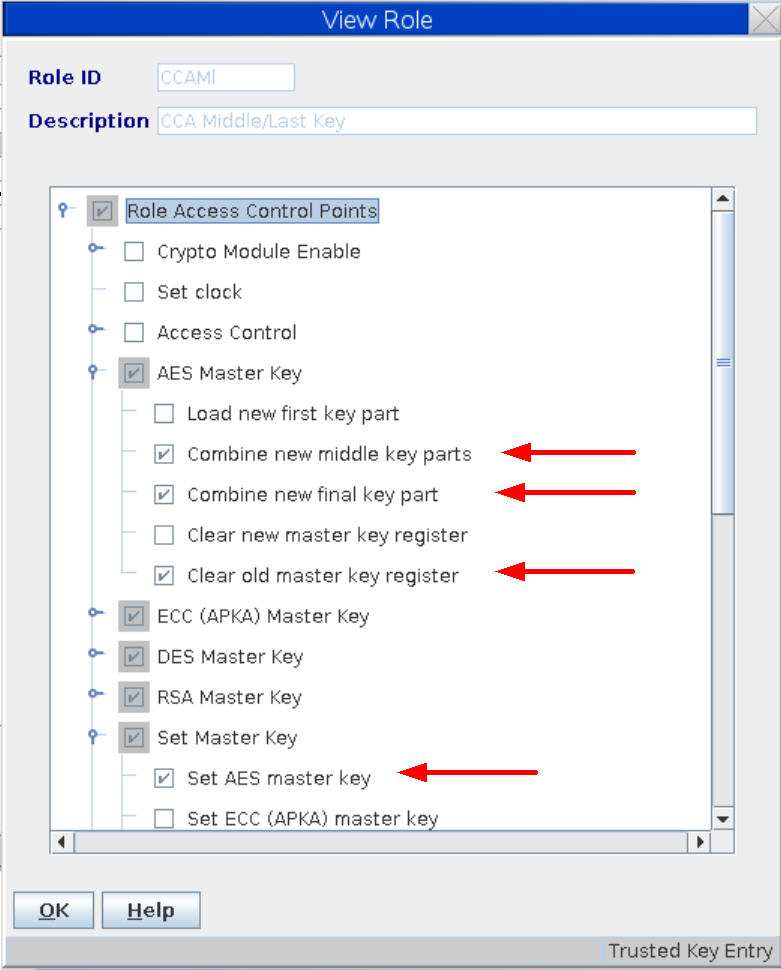 View Role
Role ID CCAMl
Description CCA Middle/Last Key
Role Access Control Points
Crypto Module Enable
Set clock
Access Control
AES Master Key
Load new first key part
Combine new middle key parts
Combine new final key part
Clear new master key register
Clear old master key register
ECC (APKA) Master Key
DES Master Key
RSA Master Key
Set Master Key
Set AES master key
Set ECC (APKA) master key
OK Help
Trusted Key Entry